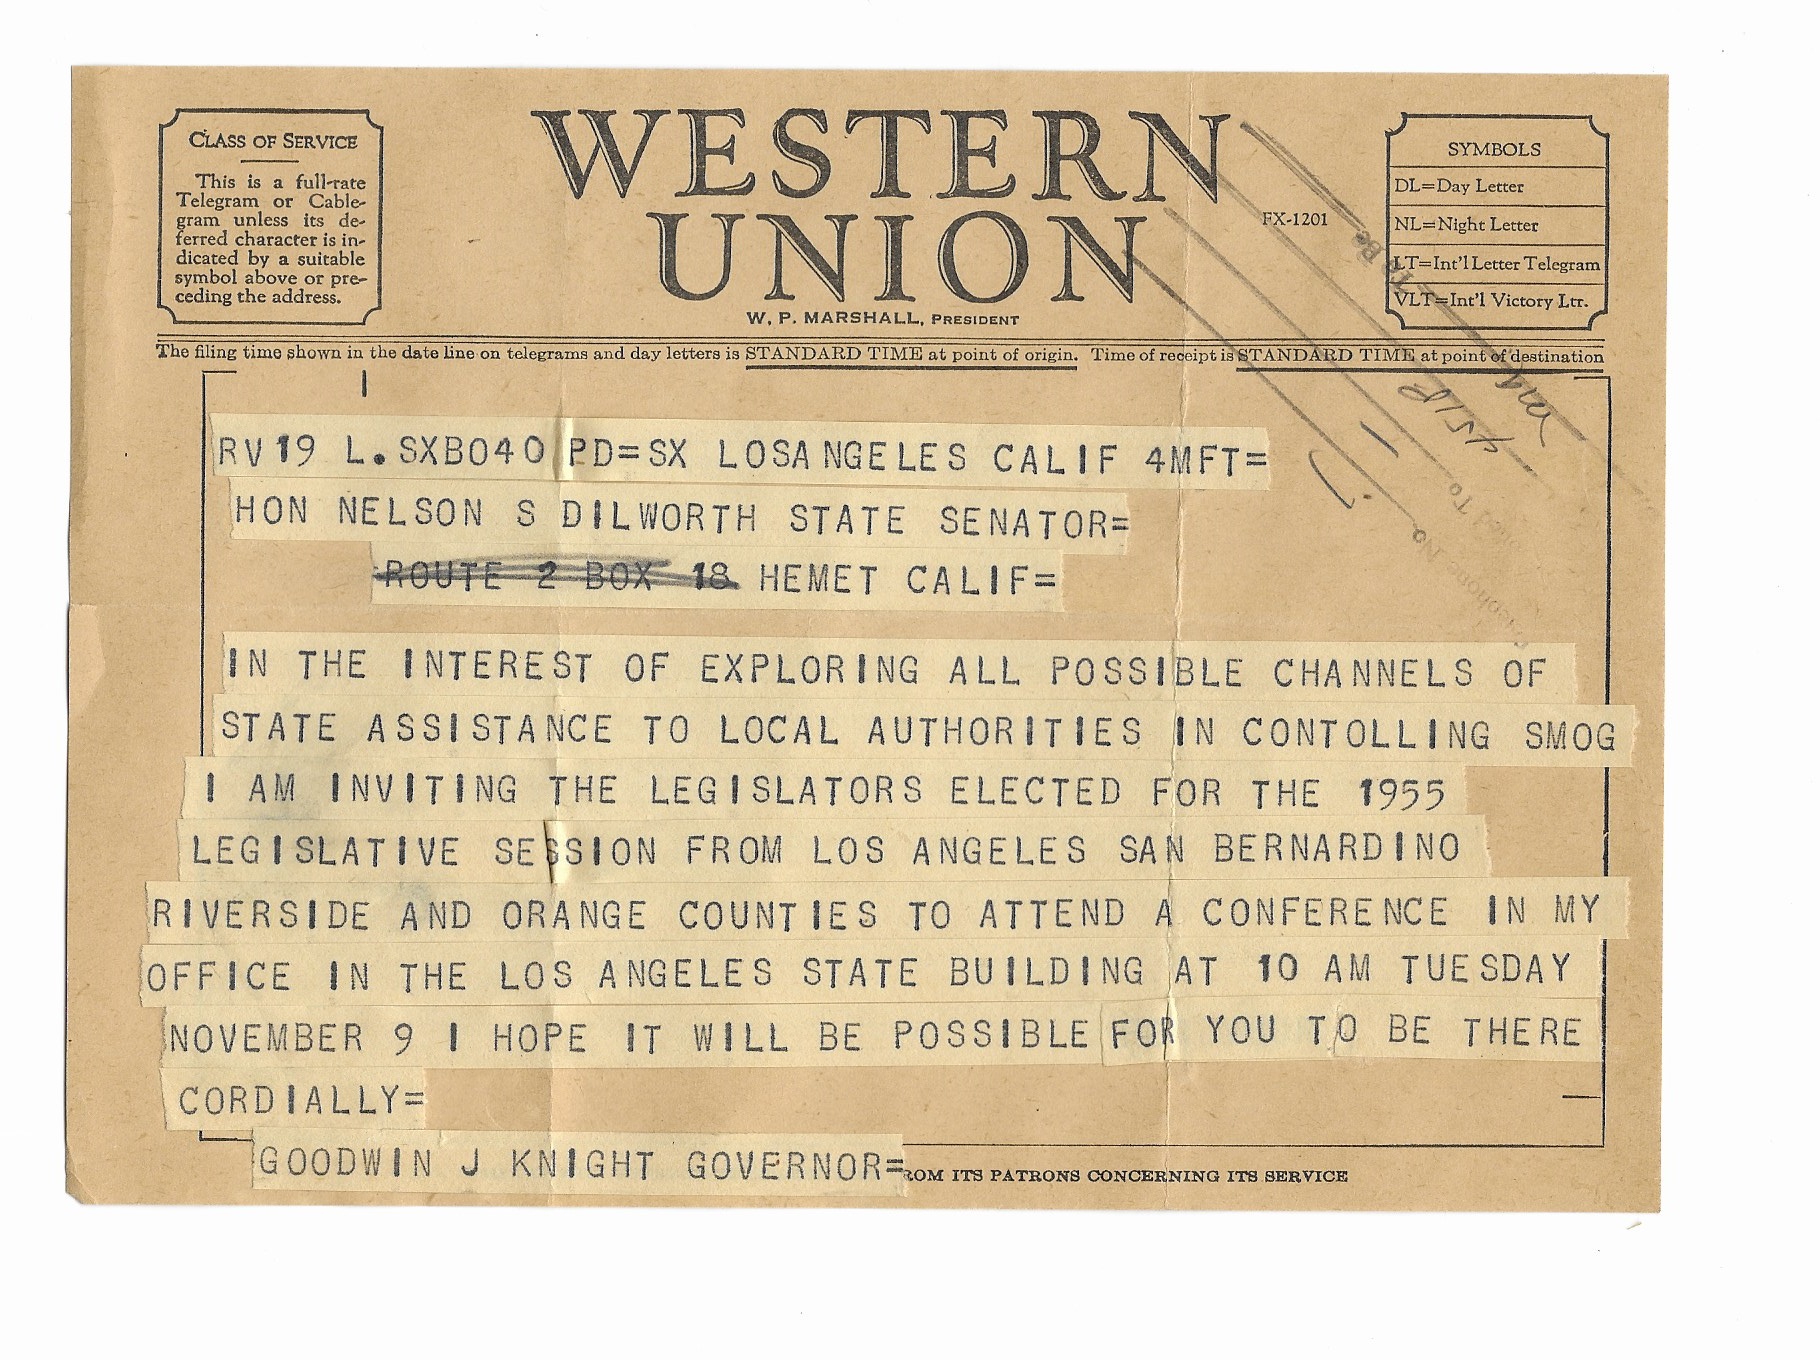 CLASS OF SERVICE
This is a full-rate
Telegram or Cable-
gram unless its de-
ferred character is in-
dicated by a suitable
symbol above or pre-
ceding the address.
WESTERN
UNION
W. P. MARSHALL, PRESIDENT
FX-1201
SYMBOLS
DL=Day Letter
NL=Night Letter
LT=Int'l Letter Telegram
VLT=Int'l Victory Ltr.
The filing time shown in the date line on telegrams and day letters is STANDARD TIME at point of origin. Time of receipt is STANDARD TIME at point of destination
RV19 L.SXB040 PD=SX LOSANGELES CALIF 4MFT=
HON NELSON S DILWORTH STATE SENATOR=
ROUTE 2 BOX 18 HEMET CALIF=
IN THE INTEREST OF EXPLORING ALL POSSIBLE CHANNELS OF
STATE ASSISTANCE TO LOCAL AUTHORITIES IN CONTOLLING SMOG
I AM INVITING THE LEGISLATORS ELECTED FOR THE 1955
LEGISLATIVE SESSION FROM LOS ANGELES SAN BERNARDINO
RIVERSIDE AND ORANGE COUNTIES TO ATTEND A CONFERENCE IN MY
OFFICE IN THE LOS ANGELES STATE BUILDING AT 10 AM TUESDAY
NOVEMBER 9 I HOPE IT WILL BE POSSIBLE FOR YOU TO BE THERE
CORDIALLY=
GOODWIN J KNIGHT GOVERNOR=
ROM ITS PATRONS CONCERNING ITS SERVICE
To Be
To
No